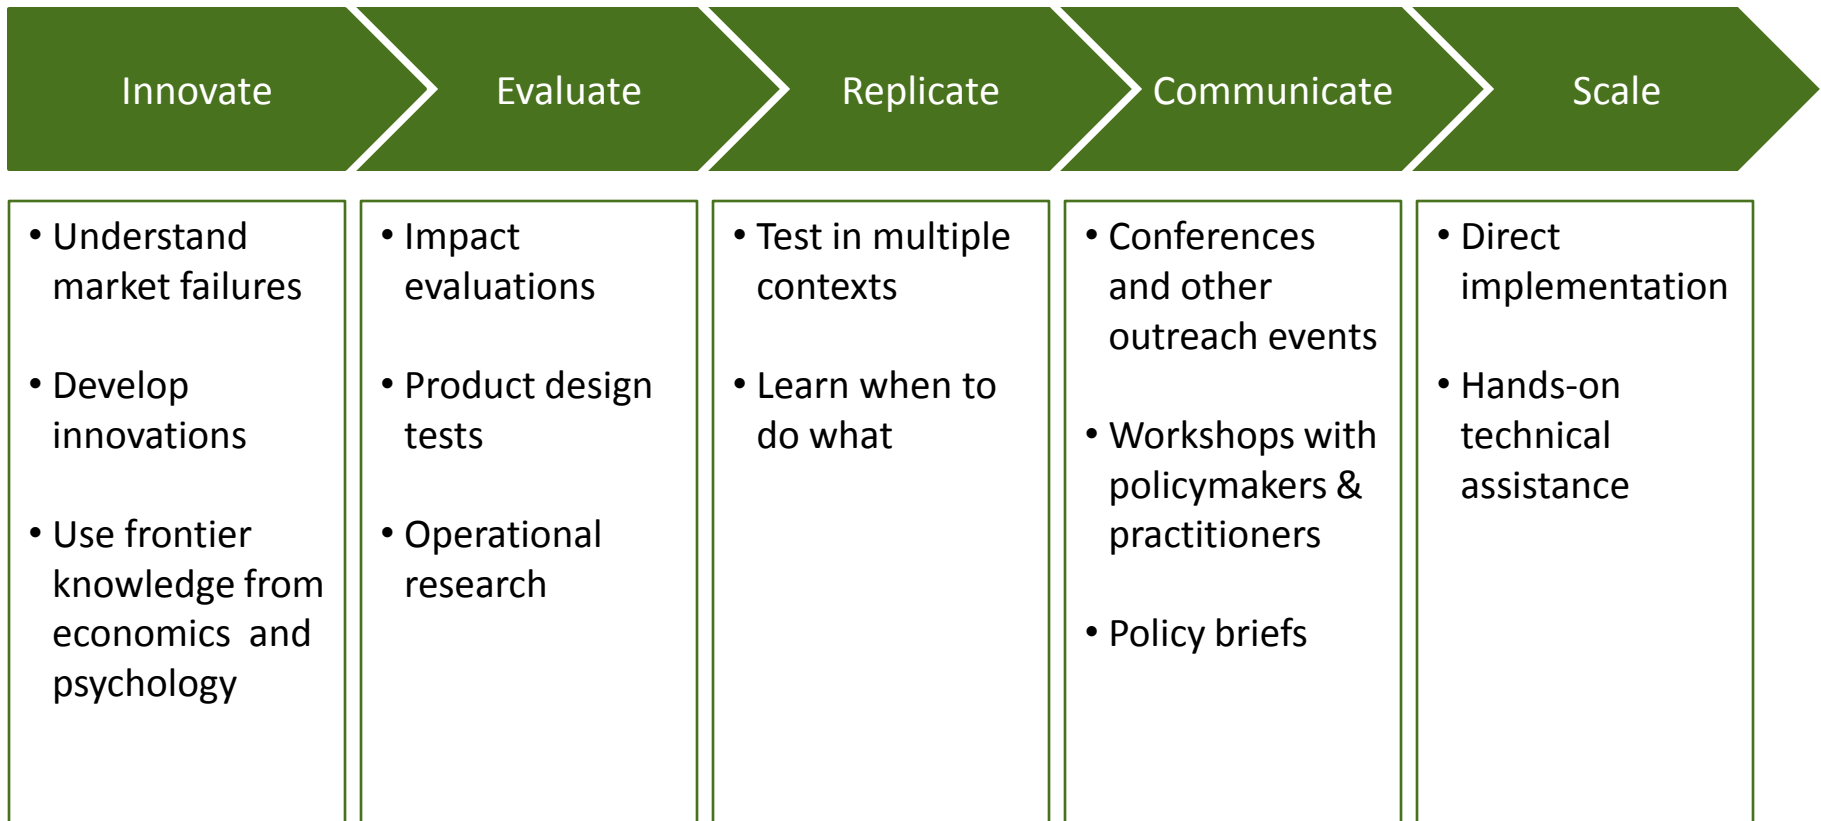 Innovate
Evaluate
Replicate
Communicate
Scale
• Understand
market failures
• Develop
innovations
• Use frontier
knowledge from
economics  and
psychology
• Impact
evaluations
• Product design
tests
• Operational
research
• Test in multiple
contexts
• Learn when to
do what
• Conferences
and other
outreach events
• Workshops with
policymakers &
practitioners
• Policy briefs
• Direct
implementation
• Hands-on
technical
assistance